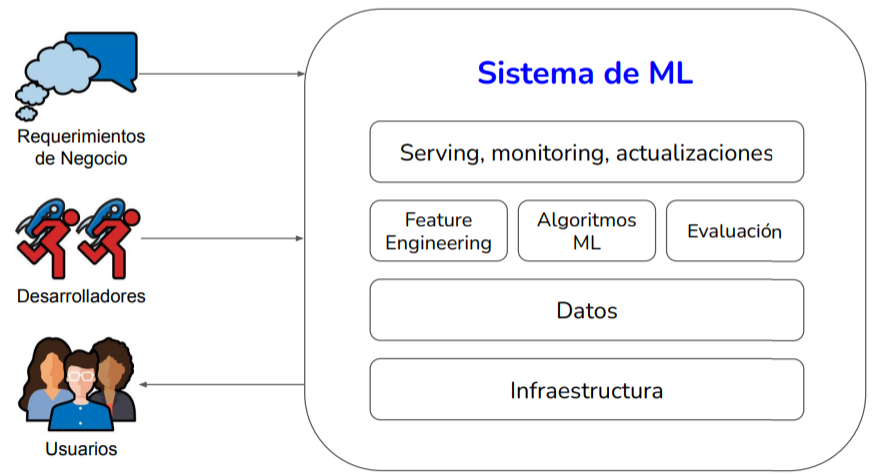 Sistema de ML
Requerimientos
de Negocio
Serving, monitoring, actualizaciones
Feature
Engineering
Algoritmos
ML
Evaluación
Desarrolladores
Datos
Infraestructura
Usuarios